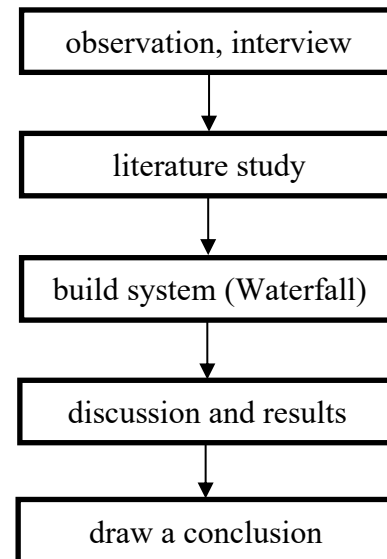 observation, interview
literature study
build system (Waterfall)
discussion and results
draw a conclusion